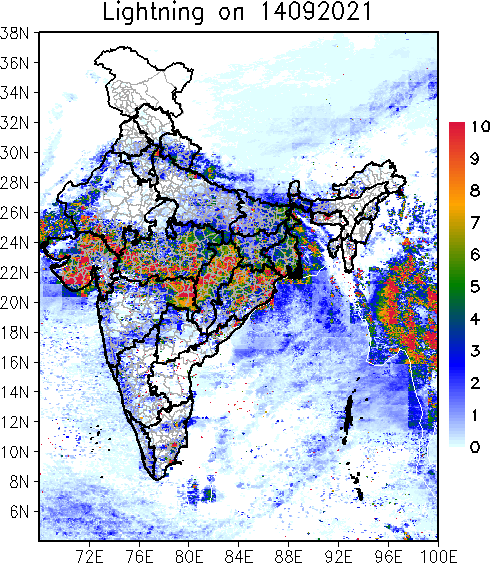 Lightning on 14092021
38N
36N
34N
32N
30N
28N
26N
24N
22N
20N
18N
16N
14N
12N
10N
8N
6N
72E 76E 80E 84E 88E 92E 96E 100E
10
9
8
7
6
5
4
3
2
1
0